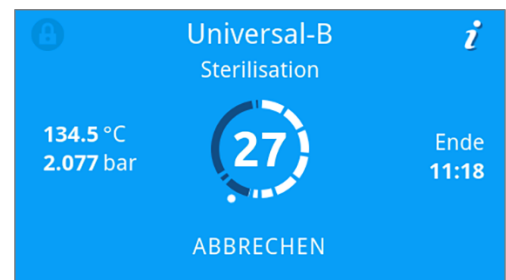 Universal-B
i
Sterilisation
134.5 °C
2.077 bar
27
Ende
11:18
ABBRECHEN